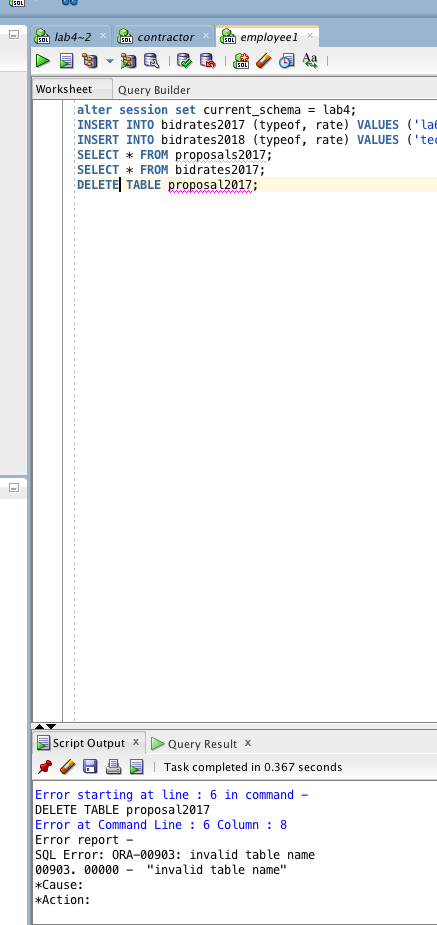 lab4~2 contractor employee1
Worksheet Query Builder
alter session set current_schema = lab4;
INSERT INTO bidrates2017 (typeof, rate) VALUES (
INSERT INTO bidrates2018 (typeof, rate) VALUES (
SELECT * FROM proposals2017;
SELECT * FROM bidrates2017;
DELETE TABLE proposal2017;
Script Output x Query Result x
Task completed in 0.367 seconds
Error starting at line : 6 in command -
DELETE TABLE proposal2017
Error at Command Line : 6 Column : 8
Error report -
SQL Error: ORA-00903: invalid table name
00903. 00000 - "invalid table name"
*Cause:
*Action: